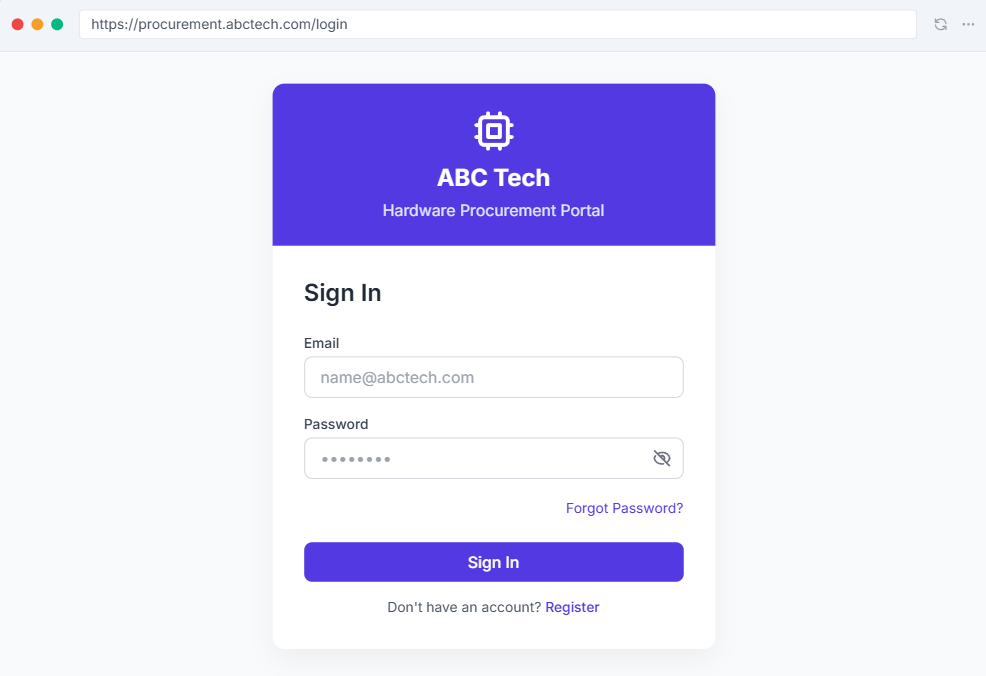 https://procurement.abctech.com/login
ABC Tech
Hardware Procurement Portal
Sign In
Email
name@abctech.com
Password
••••••••
Forgot Password?
Sign In
Don't have an account? Register